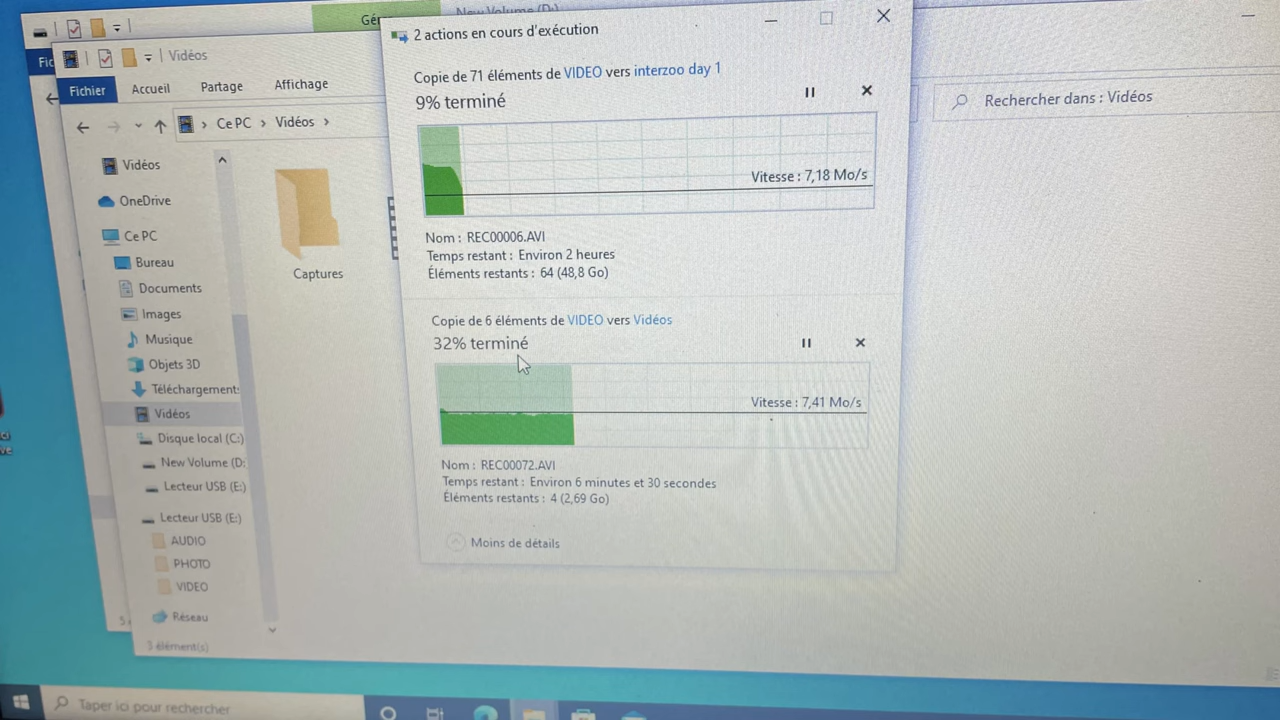 New Volume (D:)
Vidéos
Fichier
Accueil
Partage
Affichage
Ce PC
Vidéos
Rechercher dans : Vidéos
Vidéos
OneDrive
Ce PC
Bureau
Documents
Images
Musique
Objets 3D
Téléchargement:
Vidéos
Disque local (C:)
New Volume (D:
Lecteur USB (E:)
Lecteur USB (E:)
AUDIO
PHOTO
VIDEO
Réseau
3 élément(s)
Captures
2 actions en cours d'exécution
Copie de 71 éléments de VIDEO vers interzoo day 1
9% terminé
Vitesse : 7,18 Mo/s
Nom : REC00006.AVI
Temps restant : Environ 2 heures
Éléments restants : 64 (48,8 Go)
Copie de 6 éléments de VIDEO vers Vidéos
32% terminé
Vitesse : 7,41 Mo/s
Nom : REC00072.AVI
Temps restant : Environ 6 minutes et 30 secondes
Éléments restants : 4 (2,69 Go)
Moins de détails
Taper ici pour rechercher